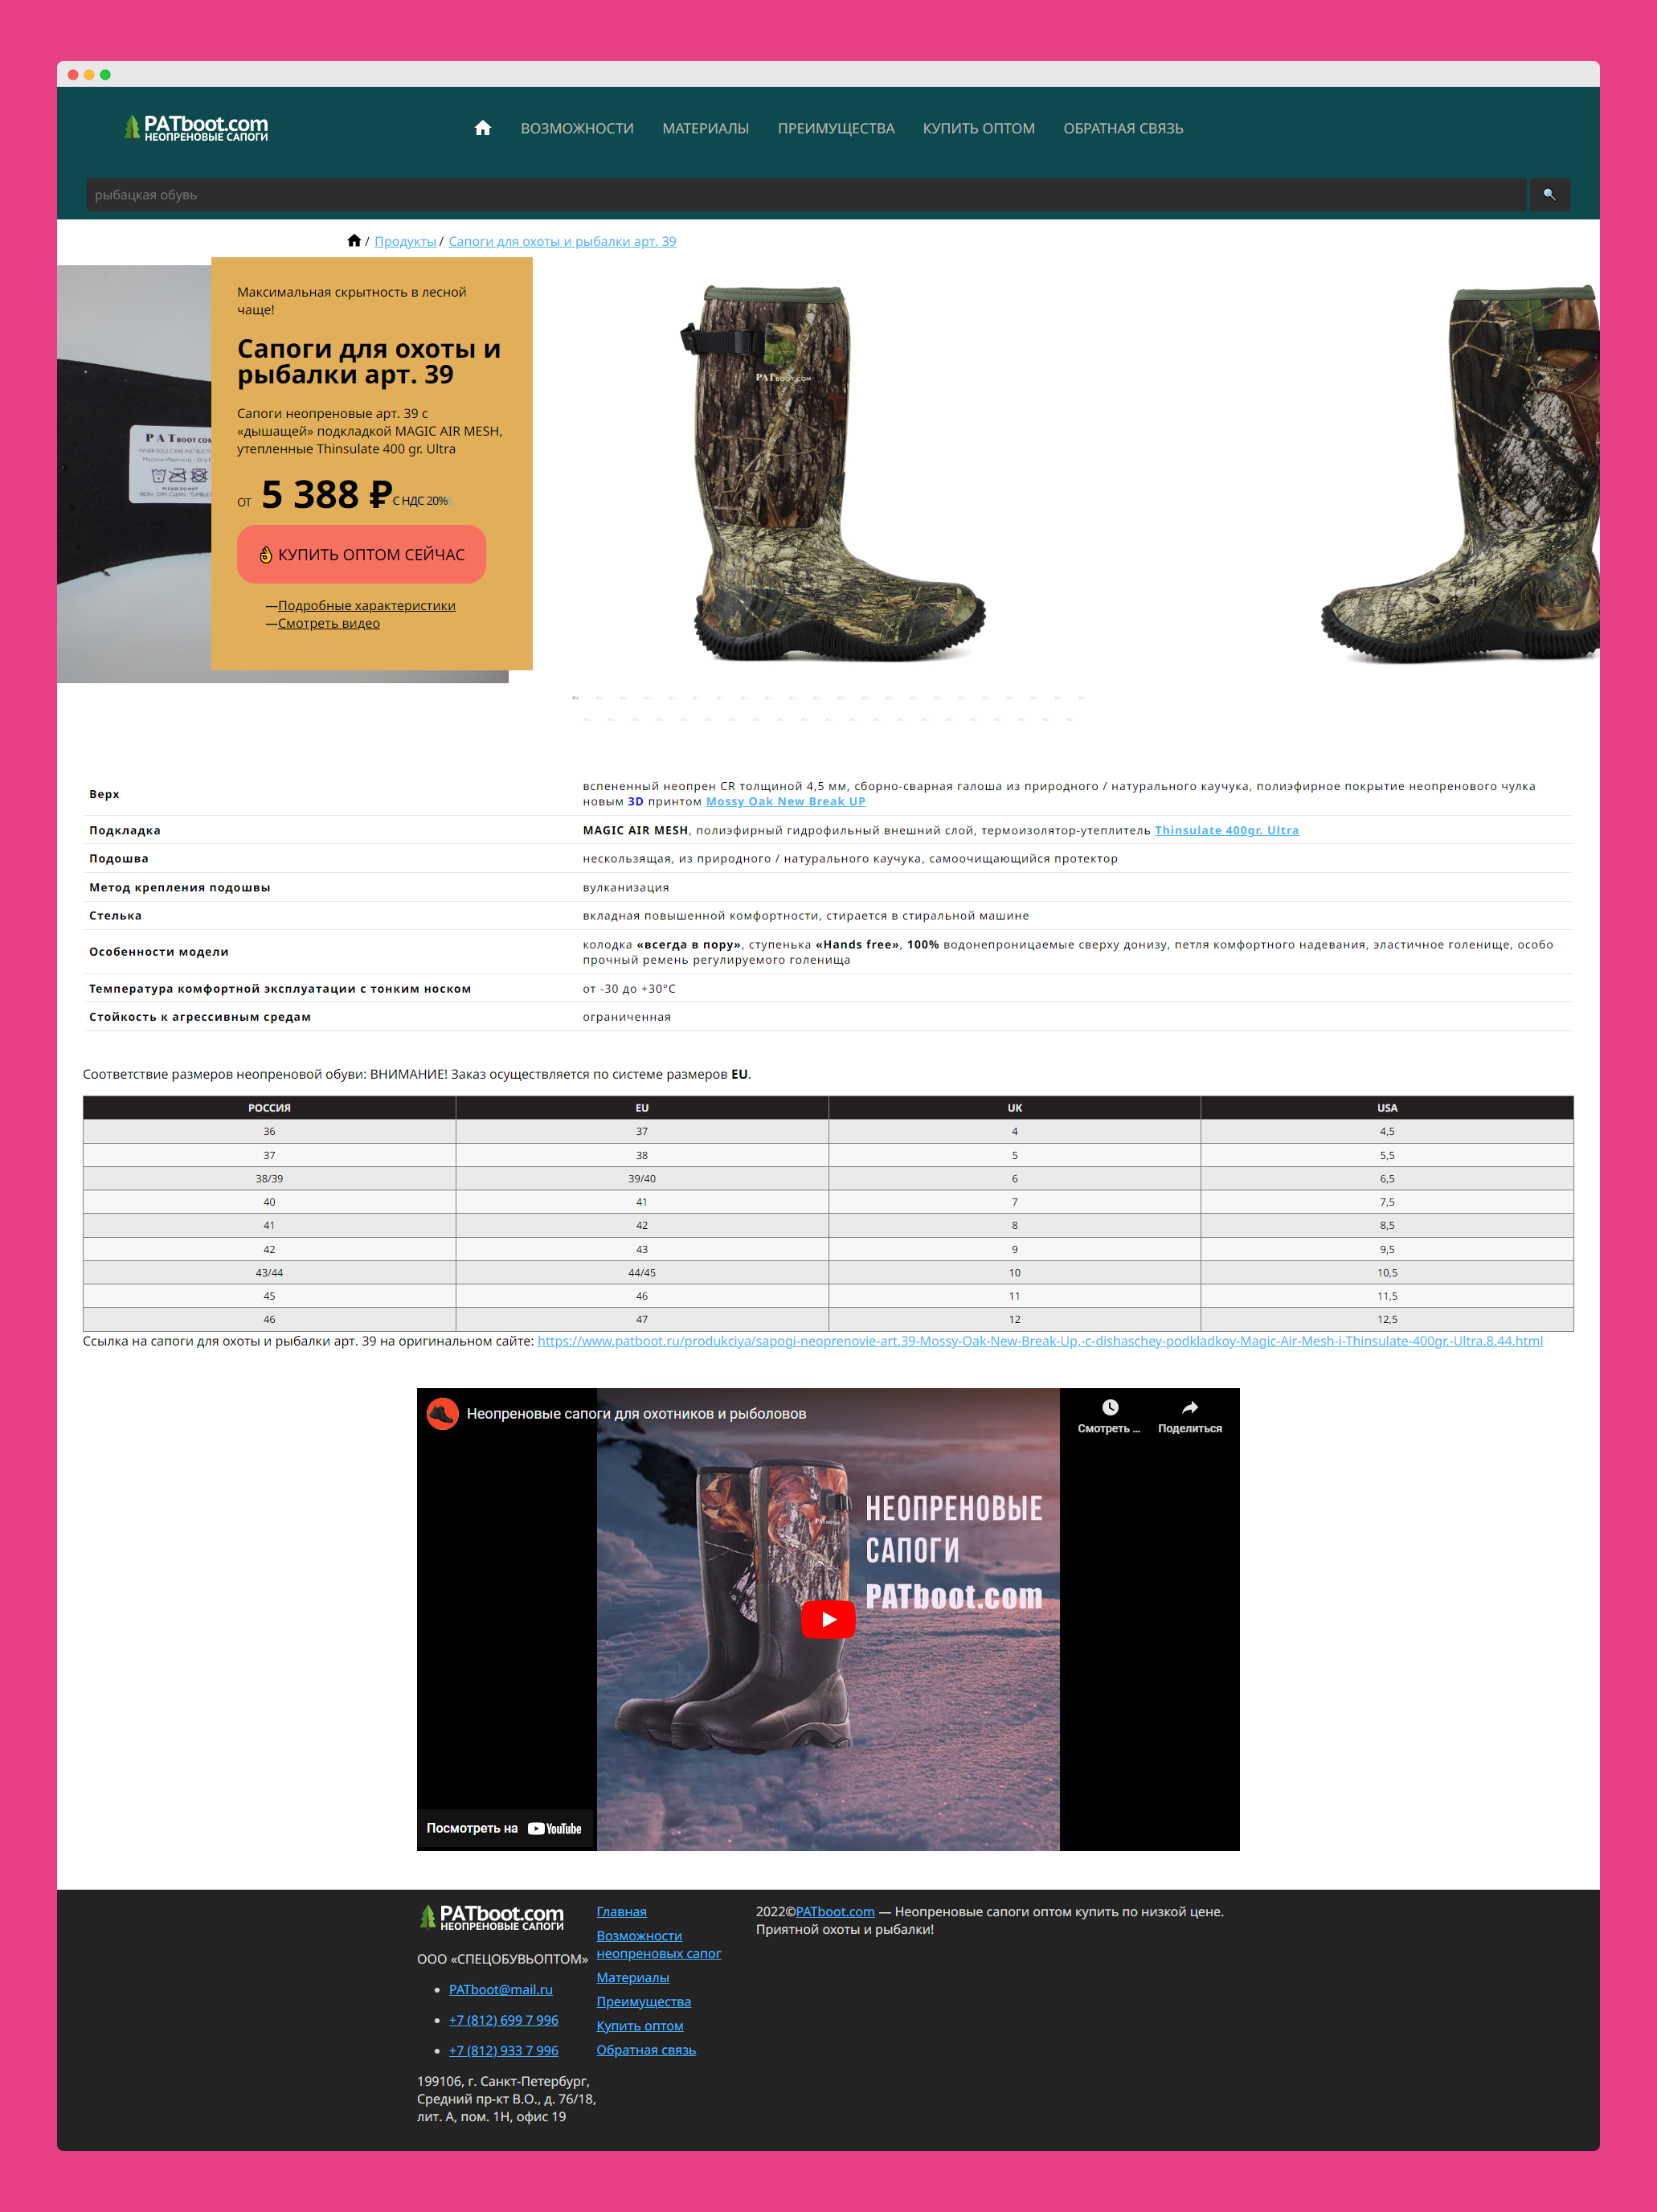 PATboot.com
НЕОПРЕНОВЫЕ САПОГИ
ВОЗМОЖНОСТИ МАТЕРИАЛЫ ПРЕИМУЩЕСТВА КУПИТЬ ОПТОМ ОБРАТНАЯ СВЯЗЬ
рыбацкая обувь
/ Продукты / Сапоги для охоты и рыбалки арт. 39
Максимальная скрытность в лесной
чаще!
Сапоги для охоты и
рыбалки арт. 39
Сапоги неопреновые арт. 39 с
«дышащей» подкладкой MAGIC AIR MESH,
утепленные Thinsulate 400 gr. Ultra
ОТ 5 388 ₽ С НДС 20%
👌 КУПИТЬ ОПТОМ СЕЙЧАС
—Подробные характеристики
—Смотреть видео
PATBOOT.COM
PATBOOT.COM
Верх
вспененный неопрен CR толщиной 4,5 мм, сборно-сварная галоша из природного / натурального каучука, полиэфирное покрытие неопренового чулка
новым 3D принтом Mossy Oak New Break UP
Подкладка MAGIC AIR MESH, полиэфирный гидрофильный внешний слой, термоизолятор-утеплитель Thinsulate 400gr. Ultra
Подошва нескользящая, из природного / натурального каучука, самоочищающийся протектор
Метод крепления подошвы вулканизация
Стелька вкладная повышенной комфортности, стирается в стиральной машине
Особенности модели
колодка «всегда в пору», ступенька «Hands free», 100% водонепроницаемые сверху донизу, петля комфортного надевания, эластичное голенище, особо
прочный ремень регулируемого голенища
Температура комфортной эксплуатации с тонким носком от -30 до +30°C
Стойкость к агрессивным средам ограниченная
Соответствие размеров неопреновой обуви: ВНИМАНИЕ! Заказ осуществляется по системе размеров EU.
РОССИЯ EU UK USA
36 37 4 4,5
37 38 5 5,5
38/39 39/40 6 6,5
40 41 7 7,5
41 42 8 8,5
42 43 9 9,5
43/44 44/45 10 10,5
45 46 11 11,5
46 47 12 12,5
Ссылка на сапоги для охоты и рыбалки арт. 39 на оригинальном сайте: https://www.patboot.ru/produkciya/sapogi-neoprenovie-art.39-Mossy-Oak-New-Break-Up,-c-dishaschey-podkladkoy-Magic-Air-Mesh-i-Thinsulate-400gr.-Ultra.8.44.html
Неопреновые сапоги для охотников и рыболовов
Смотреть ... Поделиться
НЕОПРЕНОВЫЕ
САПОГИ
PATboot.com
Посмотреть на YouTube
PATboot.com
НЕОПРЕНОВЫЕ САПОГИ
ООО «СПЕЦОБУВЬОПТОМ»
PATboot@mail.ru
+7 (812) 699 7 996
+7 (812) 933 7 996
199106, г. Санкт-Петербург,
Средний пр-кт В.О., д. 76/18,
лит. А, пом. 1Н, офис 19
Главная
Возможности
неопреновых сапог
Материалы
Преимущества
Купить оптом
Обратная связь
2022©PATboot.com — Неопреновые сапоги оптом купить по низкой цене.
Приятной охоты и рыбалки!